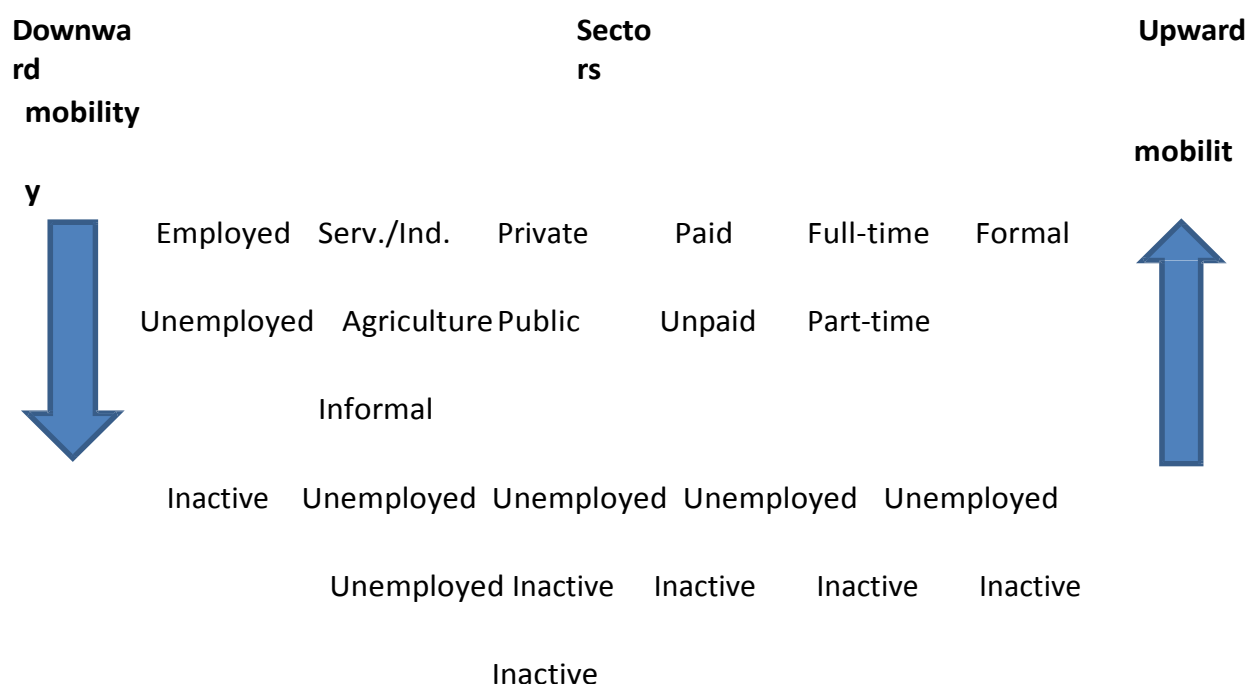 Downwa Secto Upward
rd rs
mobility
mobilit
y
Employed Serv./Ind. Private Paid Full-time Formal
Unemployed Agriculture Public Unpaid Part-time
Informal
Inactive Unemployed Unemployed Unemployed Unemployed
Unemployed Inactive Inactive Inactive Inactive
Inactive